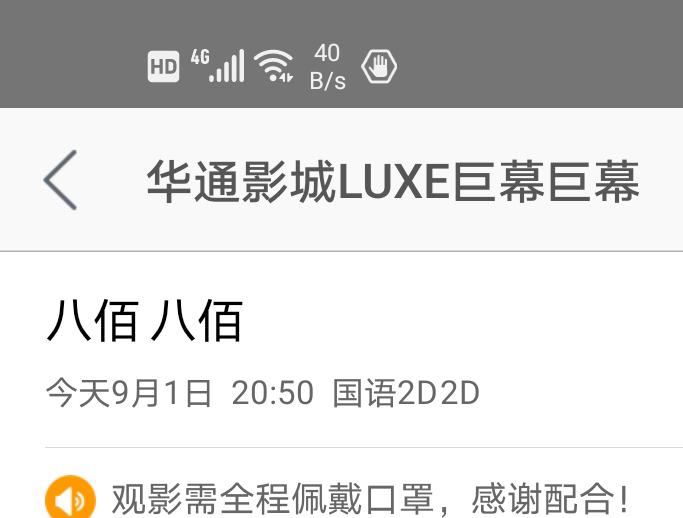 HD 4G 40 B/s
华通影城LUXE巨幕巨幕
八佰 八佰
今天9月1日 20:50 国语2D2D
观影需全程佩戴口罩，感谢配合！